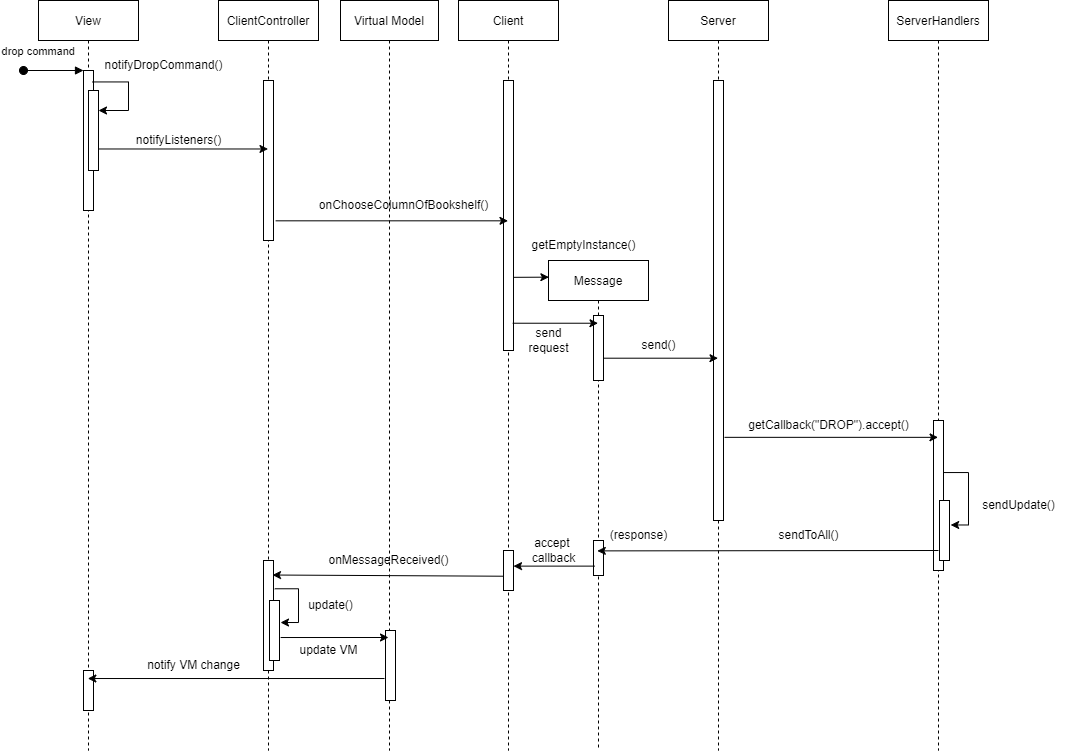 View
ClientController
Virtual Model
Client
Server
ServerHandlers
drop command
notifyDropCommand()
notifyListeners()
onChooseColumnOfBookshelf()
getEmptyInstance()
Message
send
request
send()
getCallback("DROP").accept()
sendUpdate()
sendToAll()
(response)
accept
callback
onMessageReceived()
update()
update VM
notify VM change